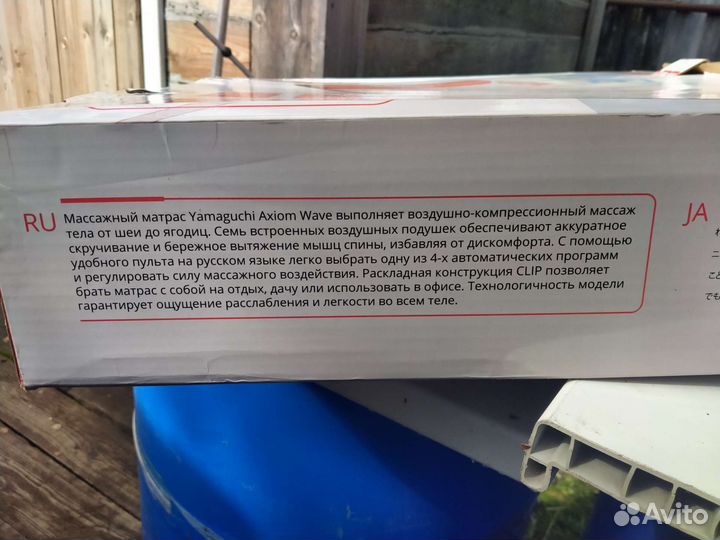 RU
Массажный матрас Yamaguchi Axiom Wave выполняет воздушно-компрессионный массаж
тела от шеи до ягодиц. Семь встроенных воздушных подушек обеспечивают аккуратное
скручивание и бережное вытяжение мышц спины, избавляя от дискомфорта. С помощью
удобного пульта на русском языке легко выбрать одну из 4-х автоматических программ
и регулировать силу массажного воздействия. Раскладная конструкция CLIP позволяет
брать матрас с собой на отдых, дачу или использовать в офисе. Технологичность модели
гарантирует ощущение расслабления и легкости во всем теле.
JA
Avito